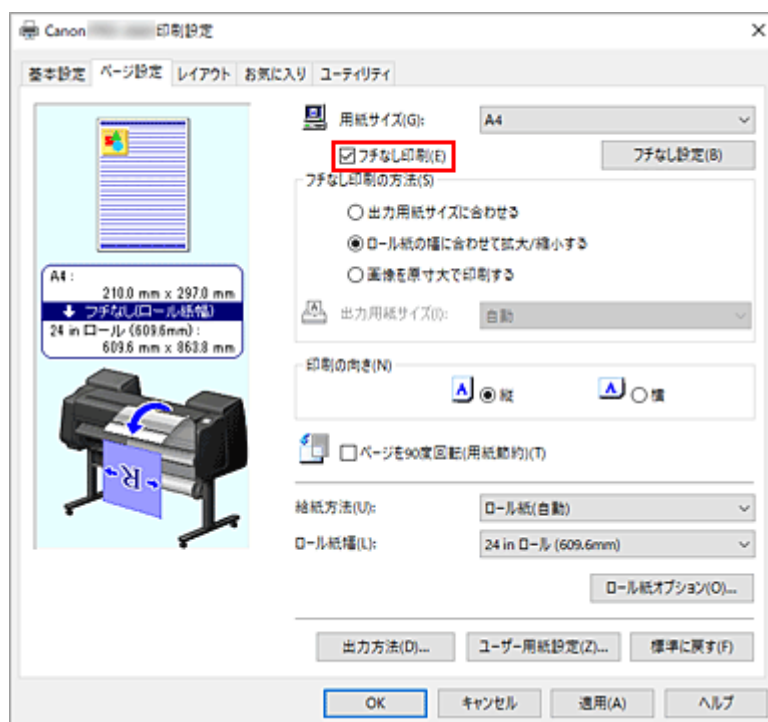 Canon 印刷設定
基本設定 ページ設定 レイアウト お気に入り ユーティリティ
用紙サイズ(G): A4
フチなし印刷(E) フチなし設定(B)
フチなし印刷の方法(S)
出力用紙サイズに合わせる
ロール紙の幅に合わせて拡大/縮小する
画像を原寸大で印刷する
出力用紙サイズ(I): 自動
A4 :
210.0 mm x 297.0 mm
フチなし(ロール紙幅)
24 in ロール (609.6mm) :
609.6 mm x 863.8 mm
印刷の向き(N)
A 縦 A 横
R
ページを90度回転(用紙節約)(T)
給紙方法(U): ロール紙(自動)
ロール紙幅(L): 24 in ロール (609.6mm)
ロール紙オプション(O)...
出力方法(D)... ユーザー用紙設定(Z)... 標準に戻す(F)
OK キャンセル 適用(A) ヘルプ